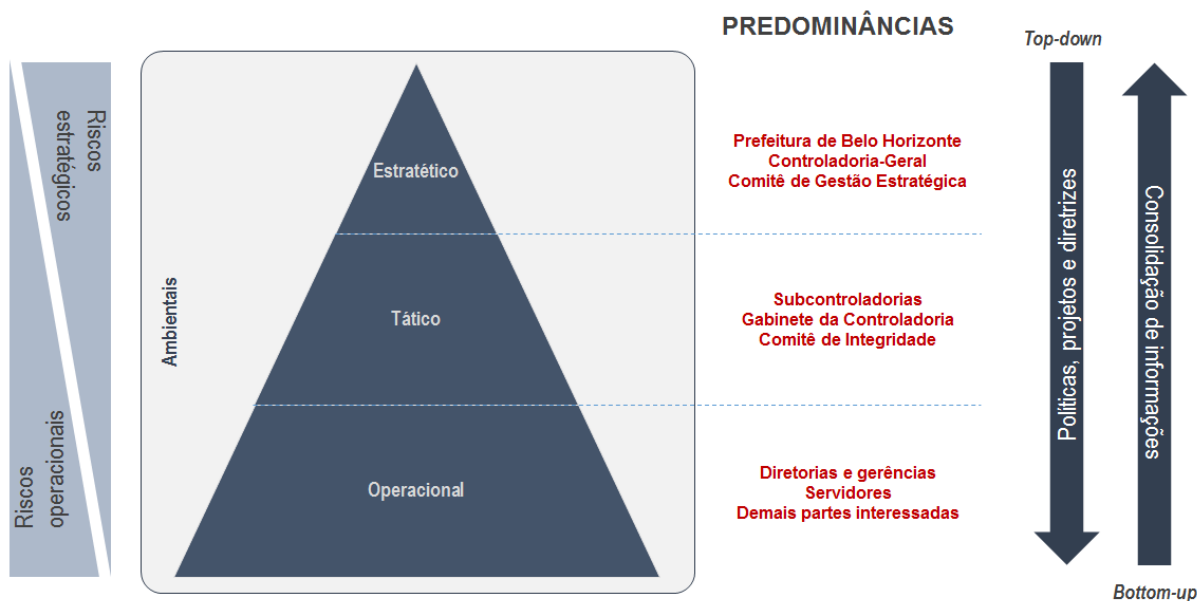 PREDOMINÂNCIAS
Top-down
Riscos
estratégicos
Estratético
Prefeitura de Belo Horizonte
Controladoria-Geral
Comitê de Gestão Estratégica
Ambientais
Tático
Subcontroladorias
Gabinete da Controladoria
Comitê de Integridade
Políticas, projetos e diretrizes
Consolidação de informações
Riscos
operacionais
Operacional
Diretorias e gerências
Servidores
Demais partes interessadas
Bottom-up